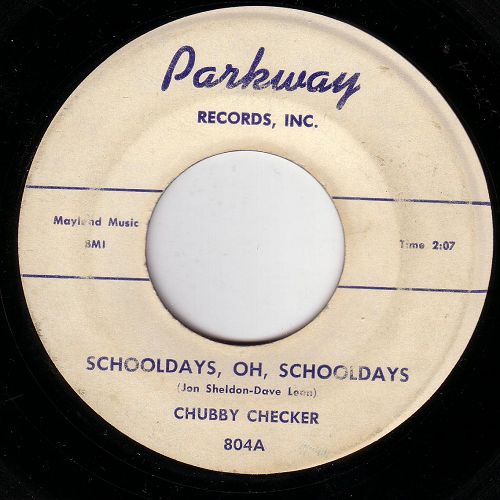 Parkway
RECORDS, INC.
Mayland Music
BMI
Time 2:07
SCHOOLDAYS, OH, SCHOOLDAYS
(Jon Sheldon-Dave Leon)
CHUBBY CHECKER
804A